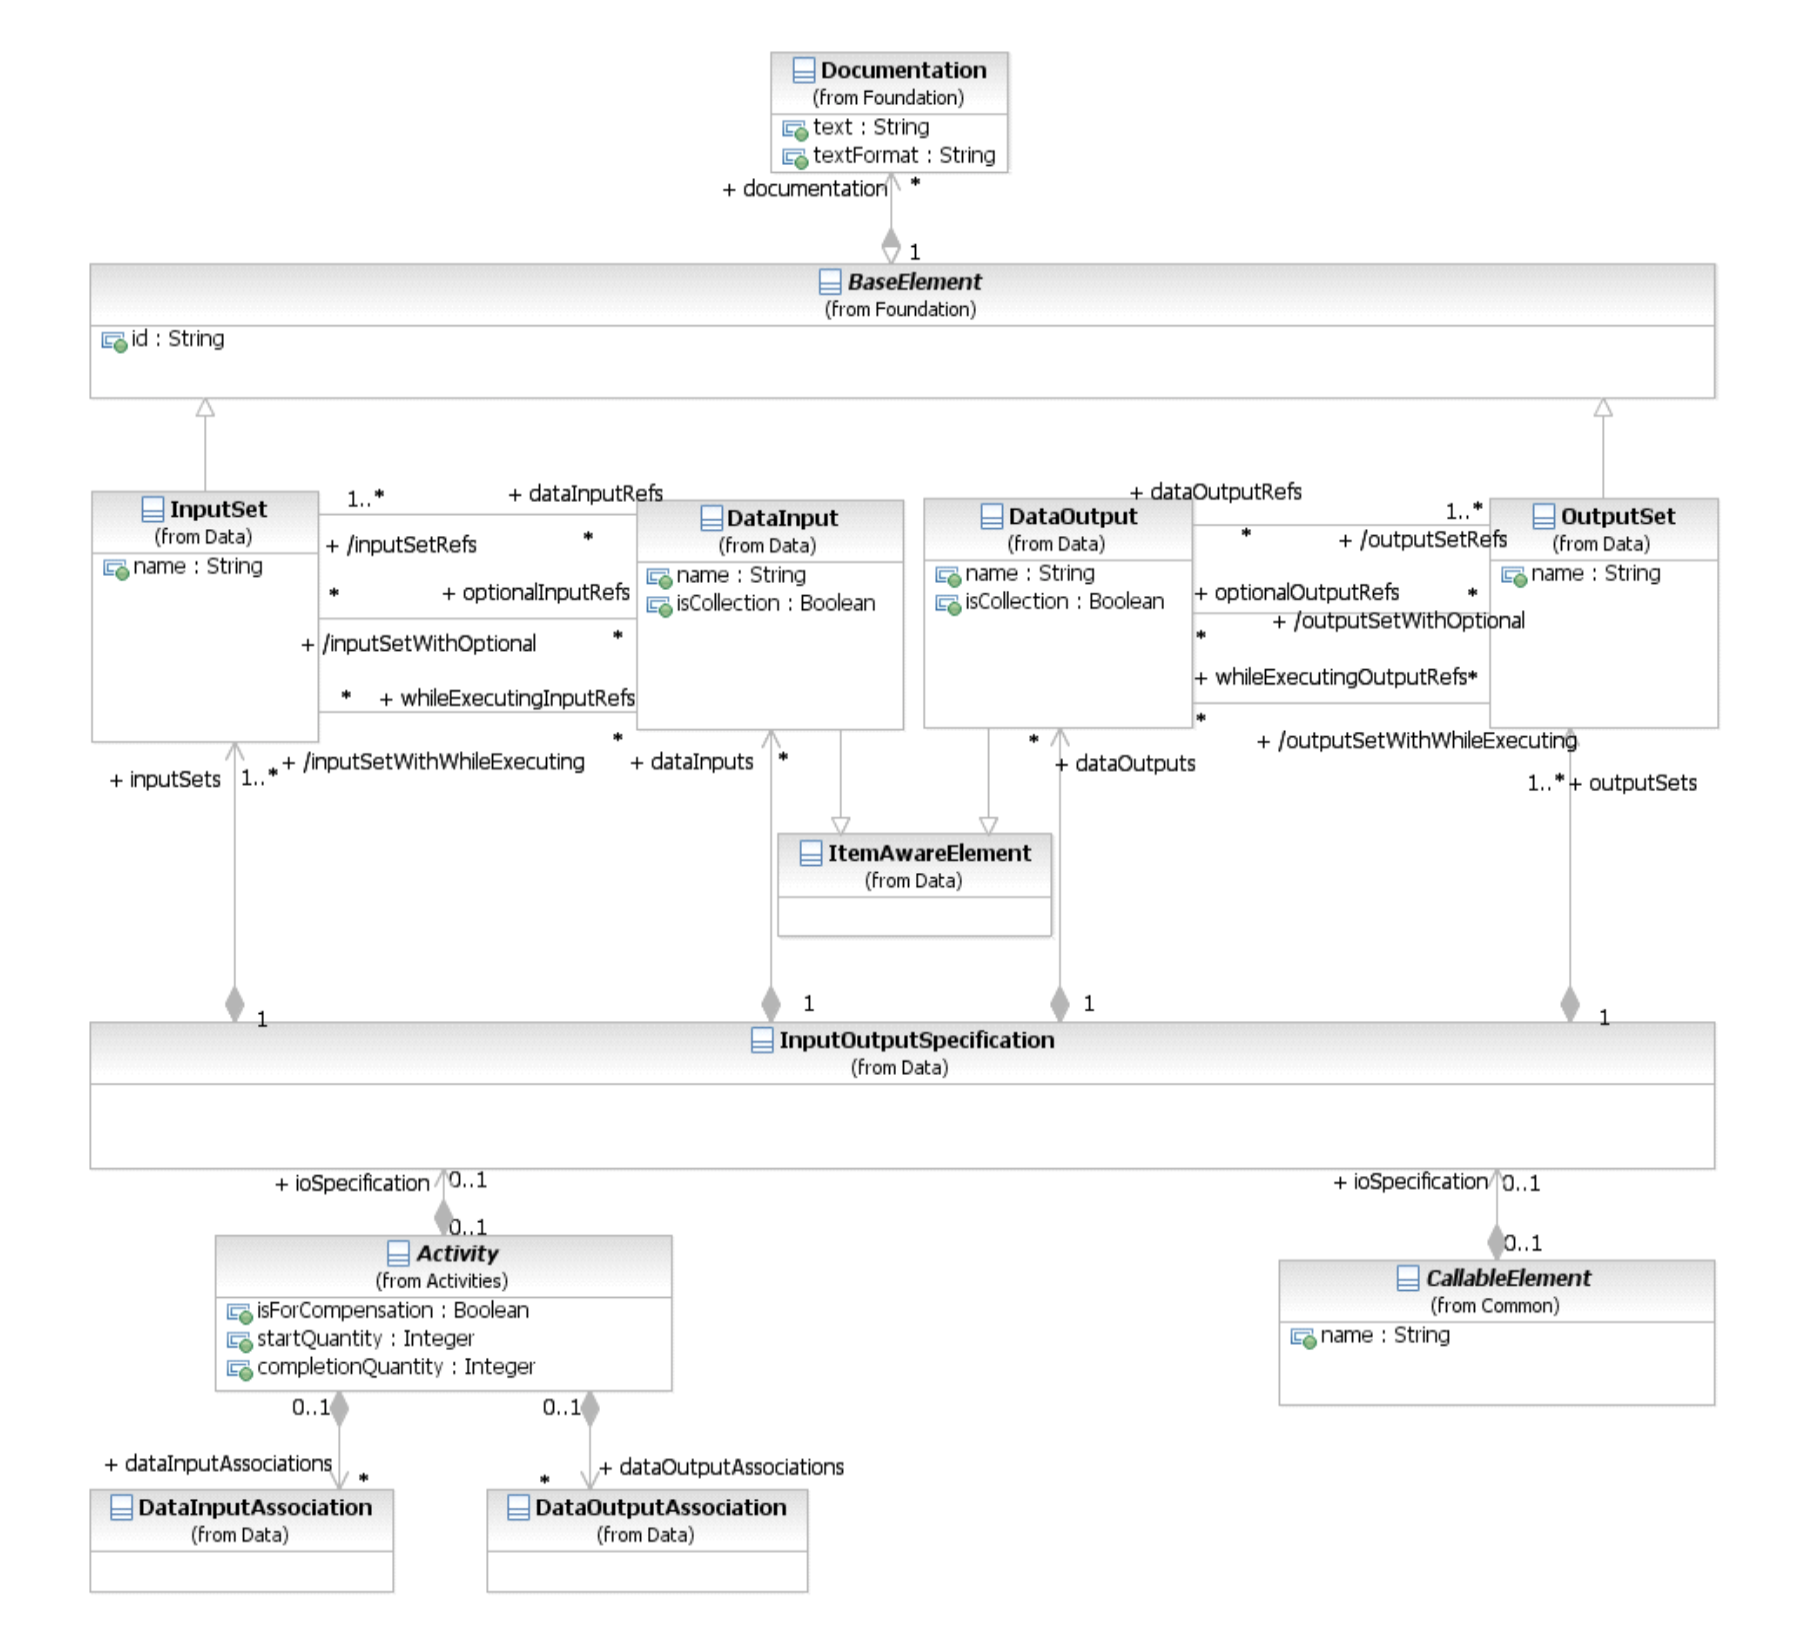 Documentation
(from Foundation)
text : String
textFormat : String
+ documentation
*
1
BaseElement
(from Foundation)
id : String
InputSet
(from Data)
name : String
1..*
+ dataInputRefs
+ /inputSetRefs
*
*
+ optionalInputRefs
+ /inputSetWithOptional
*
*
+ whileExecutingInputRefs
+ /inputSetWithWhileExecuting
*
DataInput
(from Data)
name : String
isCollection : Boolean
DataOutput
(from Data)
name : String
isCollection : Boolean
+ dataOutputRefs
1..*
*
+ /outputSetRefs
+ optionalOutputRefs
*
+ /outputSetWithOptional
*
+ whileExecutingOutputRefs*
*
+ /outputSetWithWhileExecuting
OutputSet
(from Data)
name : String
+ inputSets
1..*
+ dataInputs
*
*
+ dataOutputs
1..*
+ outputSets
ItemAwareElement
(from Data)
1
1
1
1
InputOutputSpecification
(from Data)
+ ioSpecification
0..1
0..1
Activity
(from Activities)
isForCompensation : Boolean
startQuantity : Integer
completionQuantity : Integer
+ ioSpecification
0..1
0..1
CallableElement
(from Common)
name : String
0..1
0..1
+ dataInputAssociations
*
*
+ dataOutputAssociations
DataInputAssociation
(from Data)
DataOutputAssociation
(from Data)